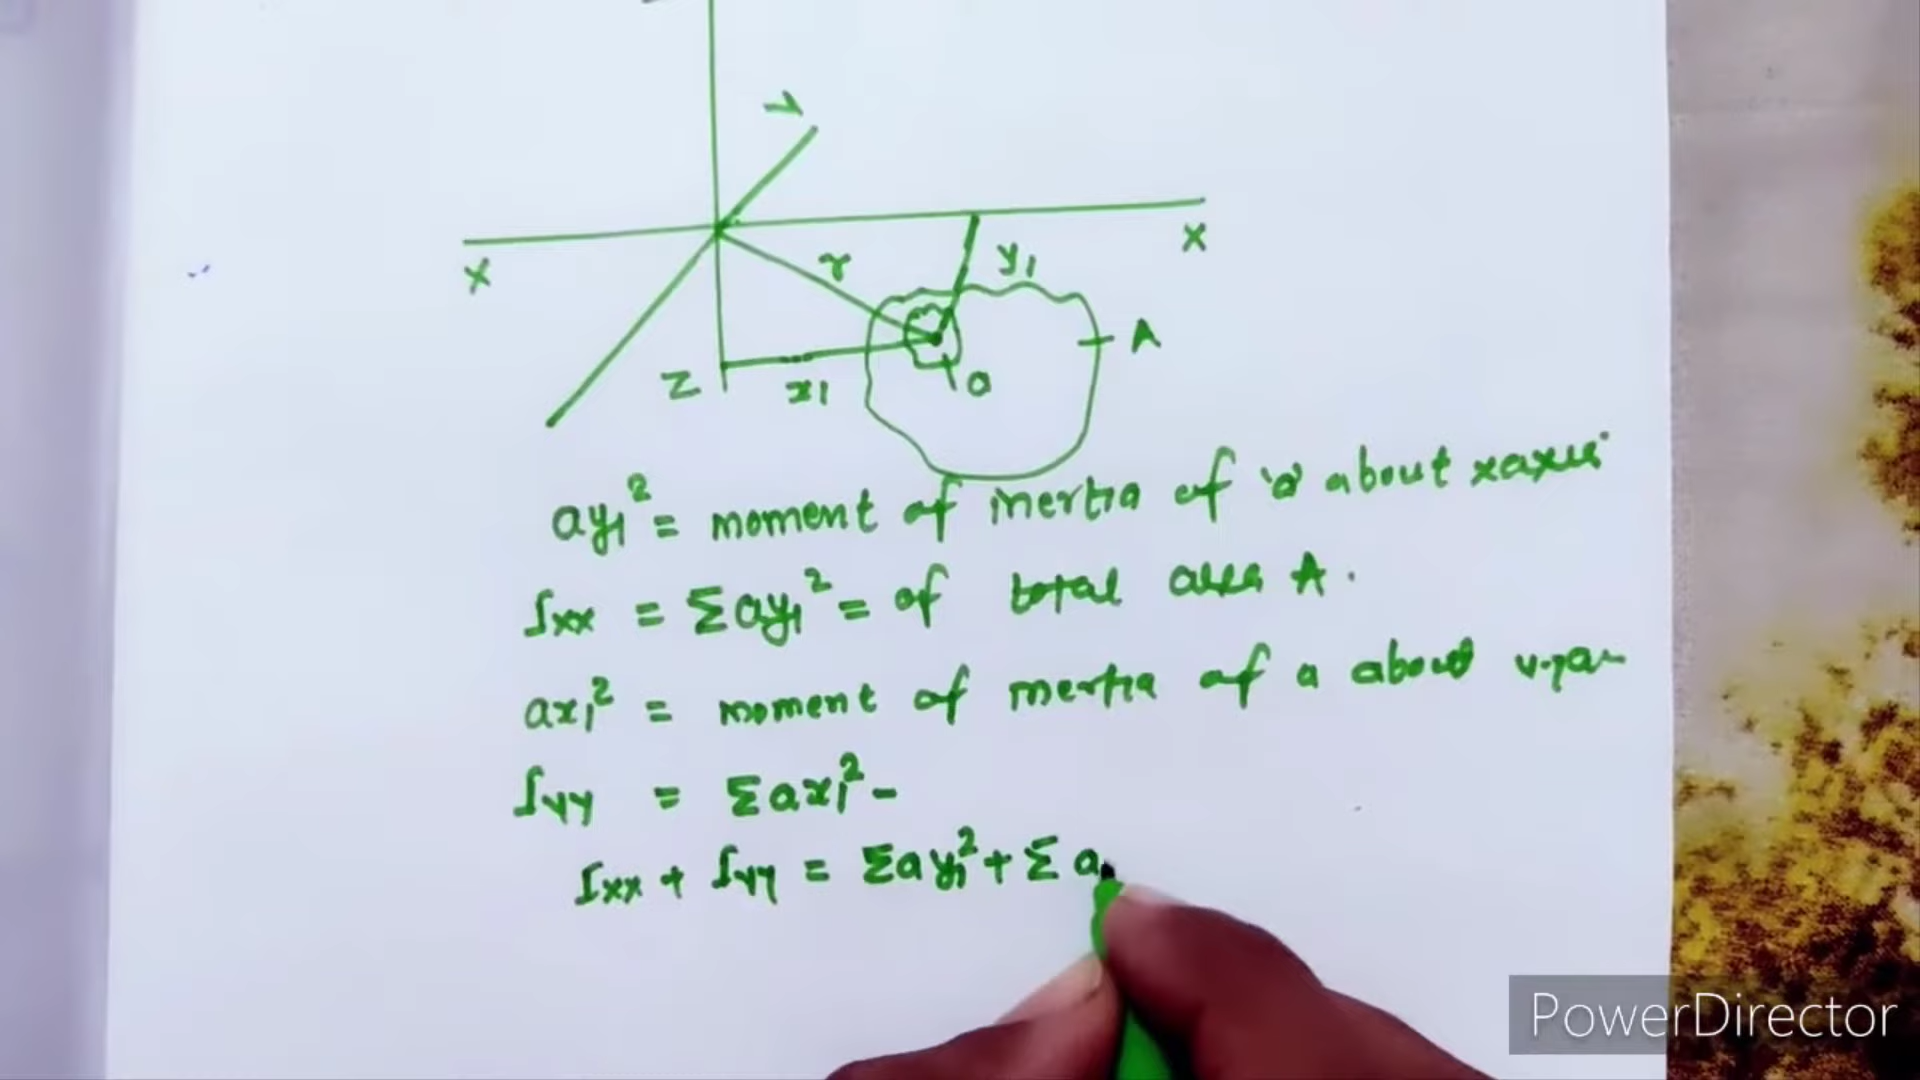 Y
X
X
r
y₁
A
Z
x₁
a
ay₁² = moment of inertia of 'a' about x axis
Ixx = Σay₁² = of total area A.
ax₁² = moment of inertia of a about
Iyy = Σax₁² -
Ixx + Iyy = Σay₁² + Σ a
PowerDirector